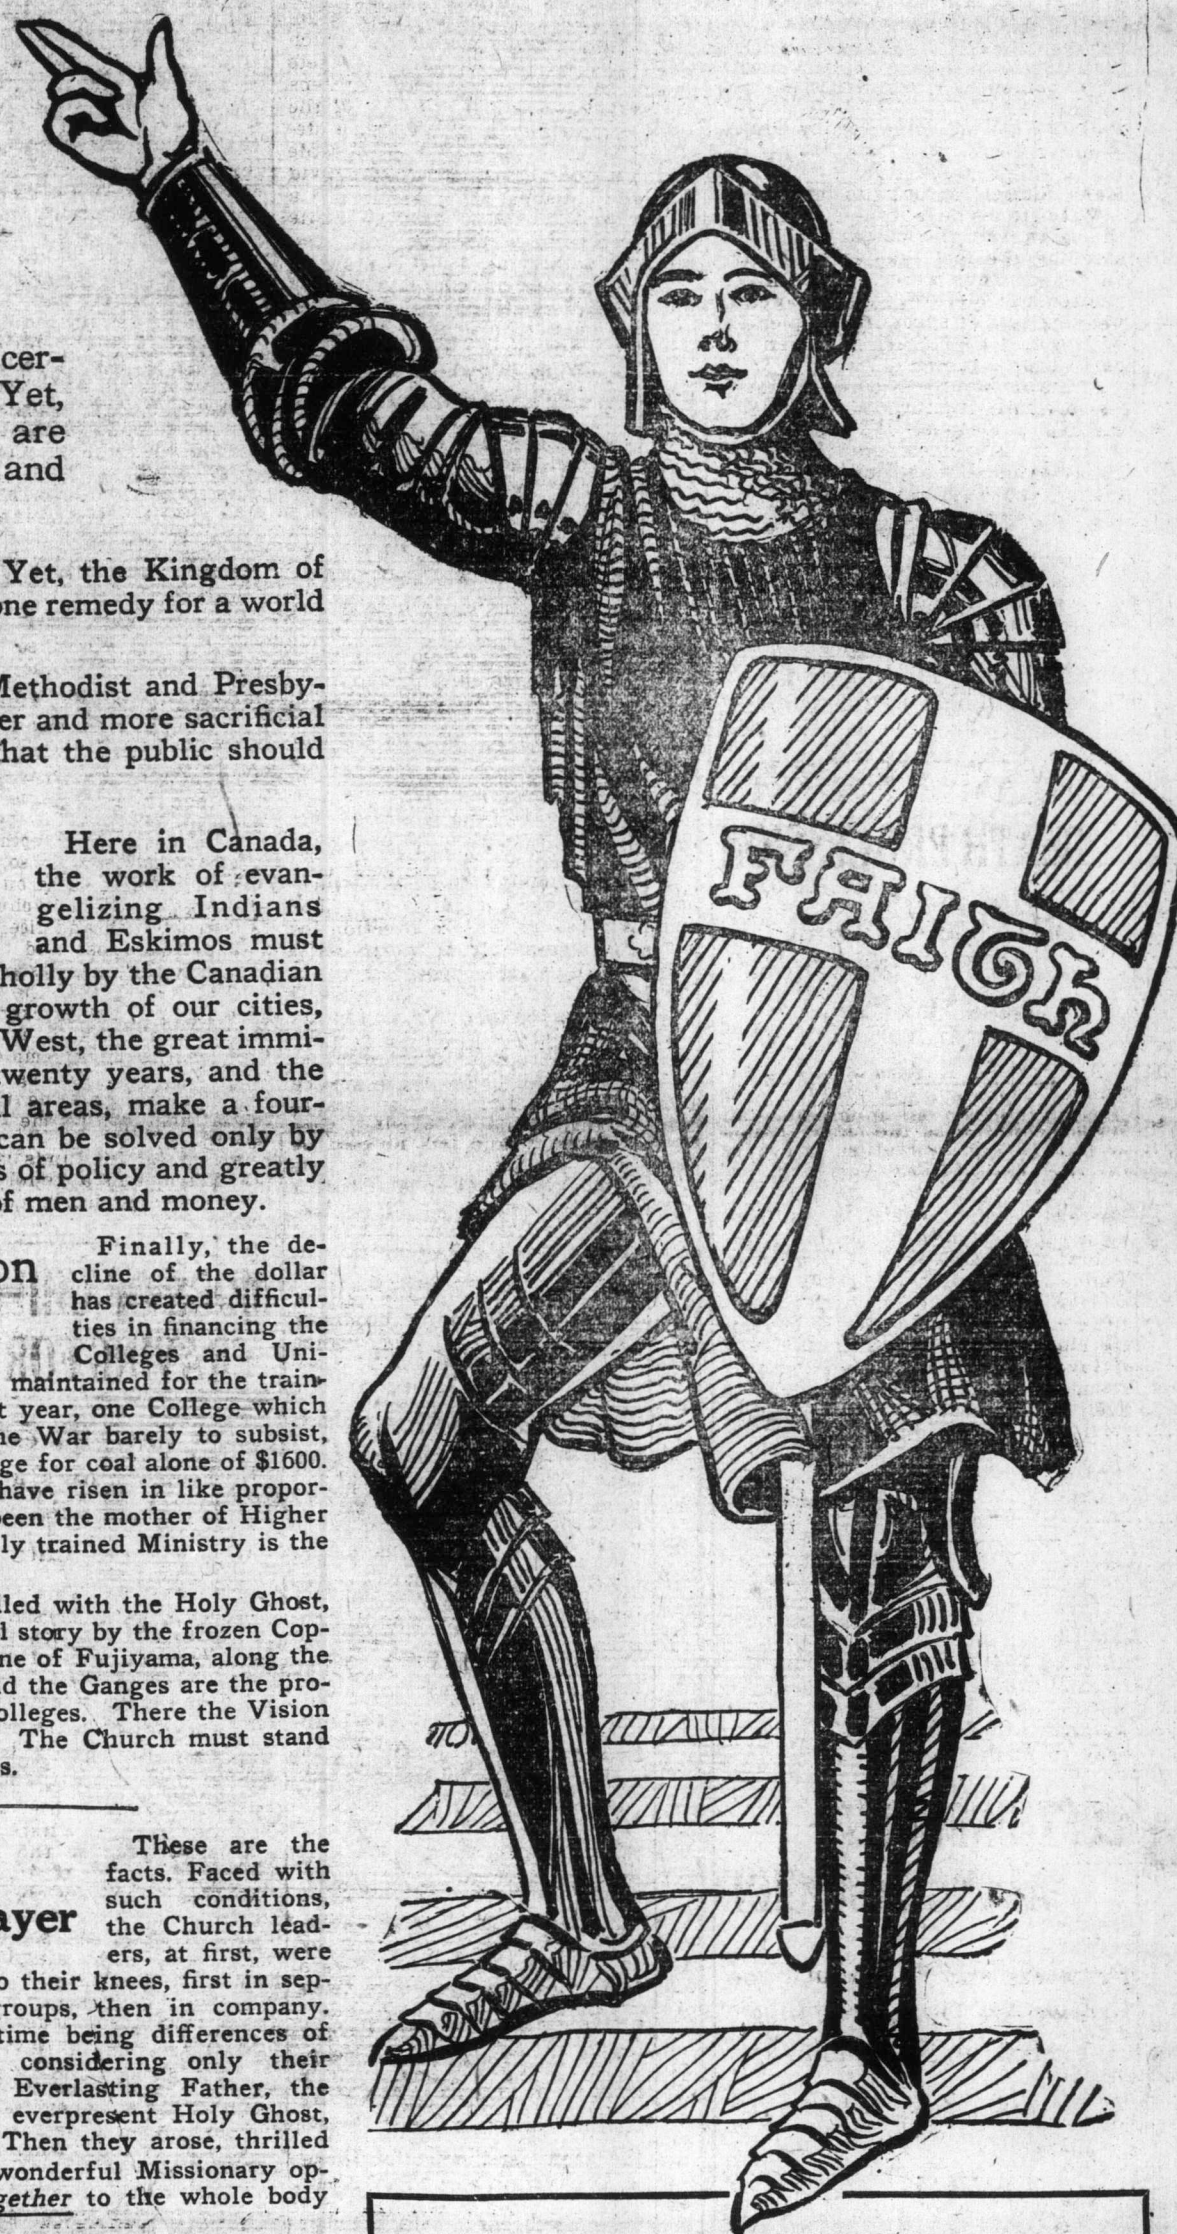 cer-
Yet,
are
and
Yet, the Kingdom of
one remedy for a world
Methodist and Presby-
er and more sacrificial
hat the public should
Here in Canada,
the work of evan-
gelizing Indians
and Eskimos must
holly by the Canadian
growth of our cities,
West, the great immi-
twenty years, and the
l areas, make a four-
can be solved only by
s of policy and greatly
of men and money.
on
Finally, the de-
cline of the dollar
has created difficul-
ties in financing the
Colleges and Uni-
maintained for the train-
t year, one College which
he War barely to subsist,
ge for coal alone of $1600.
have risen in like propor-
been the mother of Higher
ly trained Ministry is the
lled with the Holy Ghost,
l story by the frozen Cop-
ne of Fujiyama, along the
nd the Ganges are the pro-
olleges. There the Vision
The Church must stand
s.
ayer
These are the
facts. Faced with
such conditions,
the Church lead-
ers, at first, were
o their knees, first in sep-
roups, then in company.
time being differences of
considering only their
Everlasting Father, the
everpresent Holy Ghost,
Then they arose, thrilled
wonderful Missionary op-
gether to the whole body
FAITH